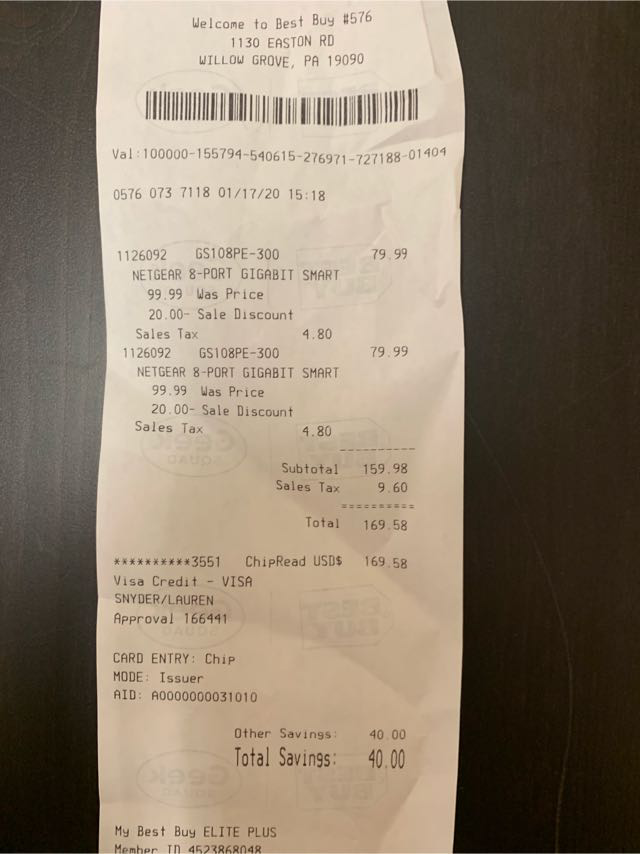 Welcome to Best Buy #576
1130 EASTON RD
WILLOW GROVE, PA 19090
Val:100000-155794-540615-276971-727188-01404
0576 073 7118 01/17/20 15:18
1126092 GS108PE-300 79.99
NETGEAR 8-PORT GIGABIT SMART
99.99 Was Price
20.00- Sale Discount
Sales Tax 4.80
1126092 GS108PE-300 79.99
NETGEAR 8-PORT GIGABIT SMART
99.99 Was Price
20.00- Sale Discount
Sales Tax 4.80
----------
Subtotal 159.98
Sales Tax 9.60
==========
Total 169.58
**********3551 ChipRead USD$ 169.58
Visa Credit - VISA
SNYDER/LAUREN
Approval 166441
CARD ENTRY: Chip
MODE: Issuer
AID: A0000000031010
Other Savings: 40.00
Total Savings: 40.00
My Best Buy ELITE PLUS
Member ID 4523868048